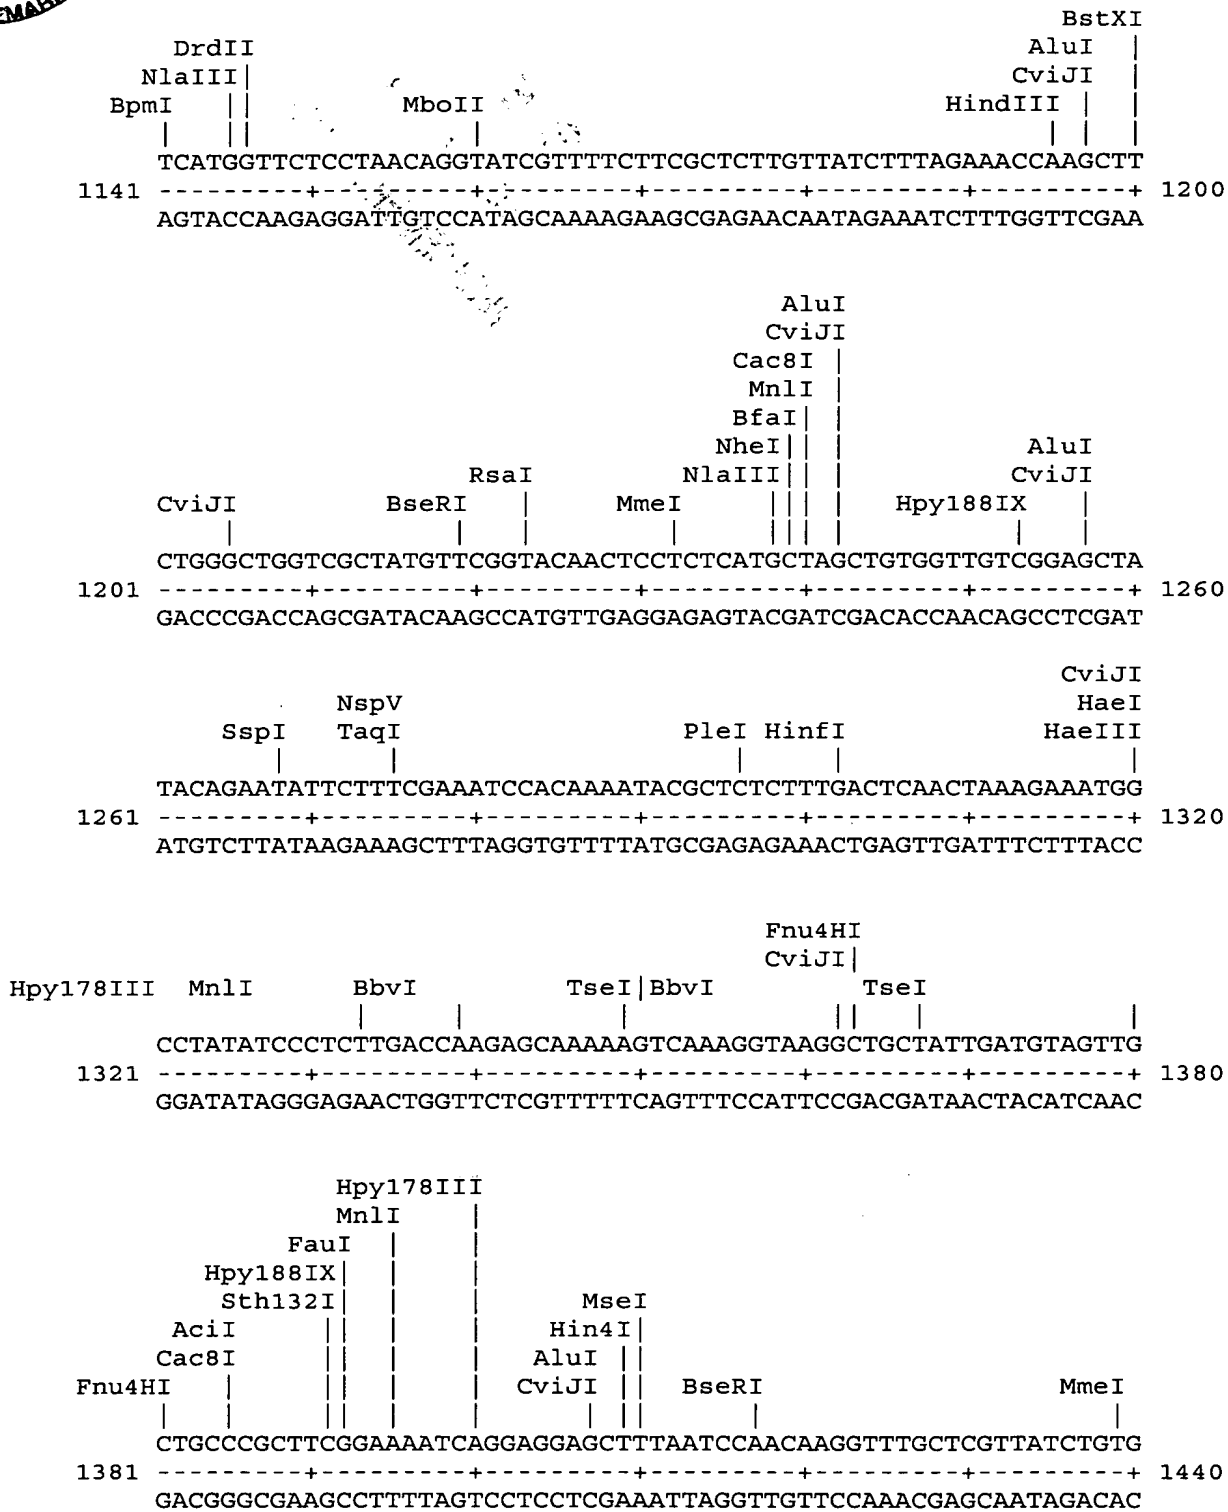 BstXI
DrdII AluI
NlaIII CviJI
BpmI MboII HindIII
TCATGGTTCTCCTAACAGGTATCGTTTTCTTCGCTCTTGTTATCTTTAGAAACCAAGCTT
1141 ---------+---------+---------+---------+---------+---------+ 1200
AGTACCAAGAGGATTGTCCATAGCAAAAGAAGCGAGAACAATAGAAATCTTTGGTTCGAA
AluI
CviJI
Cac8I
MnlI
BfaI
NheI AluI
RsaI NlaIII CviJI
CviJI BseRI MmeI Hpy188IX
CTGGGCTGGTCGCTATGTTCGGTACAACTCCTCTCATGCTAGCTGTGGTTGTCGGAGCTA
1201 ---------+---------+---------+---------+---------+---------+ 1260
GACCCGACCAGCGATACAAGCCATGTTGAGGAGAGTACGATCGACACCAACAGCCTCGAT
CviJI
NspV HaeI
SspI TaqI PleI HinfI HaeIII
TACAGAATATTCTTTCGAAATCCACAAAATACGCTCTCTTTGACTCAACTAAAGAAATGG
1261 ---------+---------+---------+---------+---------+---------+ 1320
ATGTCTTATAAGAAAGCTTTAGGTGTTTTATGCGAGAGAAACTGAGTTGATTTCTTTACC
Fnu4HI
CviJI
Hpy178III MnlI BbvI TseI BbvI TseI
CCTATATCCCTCTTGACCAAGAGCAAAAAGTCAAAGGTAAGGCTGCTATTGATGTAGTTG
1321 ---------+---------+---------+---------+---------+---------+ 1380
GGATATAGGGAGAACTGGTTCTCGTTTTTCAGTTTCCATTCCGACGATAACTACATCAAC
Hpy178III
MnlI
FauI
Hpy188IX
Sth132I MseI
AciI Hin4I
Cac8I AluI
Fnu4HI CviJI BseRI MmeI
CTGCCCGCTTCGGAAAATCAGGAGGAGCTTTAATCCAACAAGGTTTGCTCGTTATCTGTG
1381 ---------+---------+---------+---------+---------+---------+ 1440
GACGGGCGAAGCCTTTTAGTCCTCCTCGAAATTAGGTTGTTCCAAACGAGCAATAGACAC